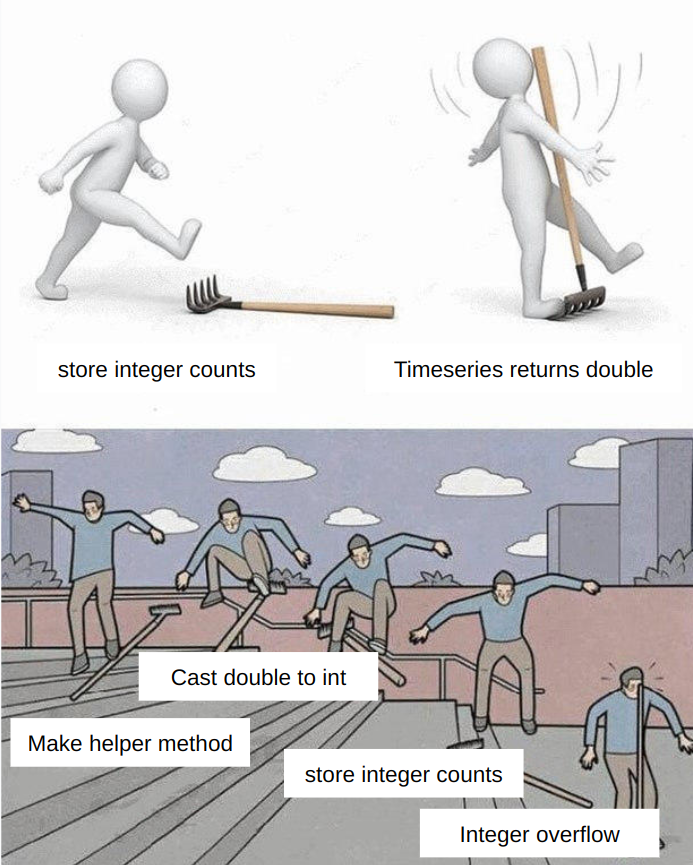 store integer counts
Timeseries returns double
Cast double to int
Make helper method
store integer counts
Integer overflow